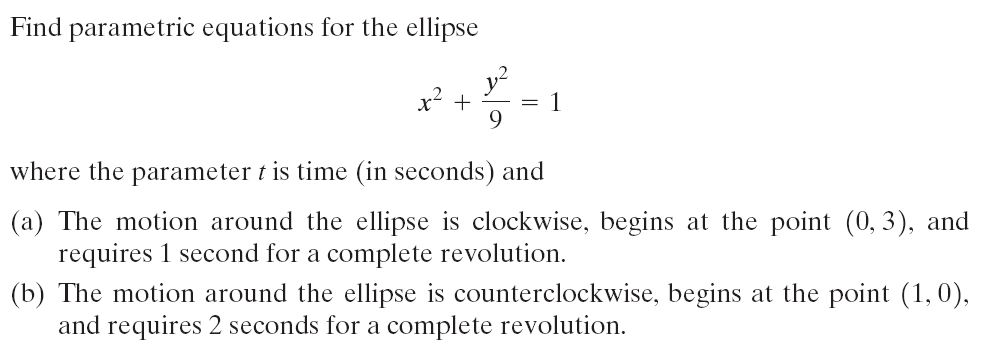 Find parametric equations for the ellipse
x² + y²/9 = 1
where the parameter t is time (in seconds) and
(a) The motion around the ellipse is clockwise, begins at the point (0, 3), and
requires 1 second for a complete revolution.
(b) The motion around the ellipse is counterclockwise, begins at the point (1, 0),
and requires 2 seconds for a complete revolution.